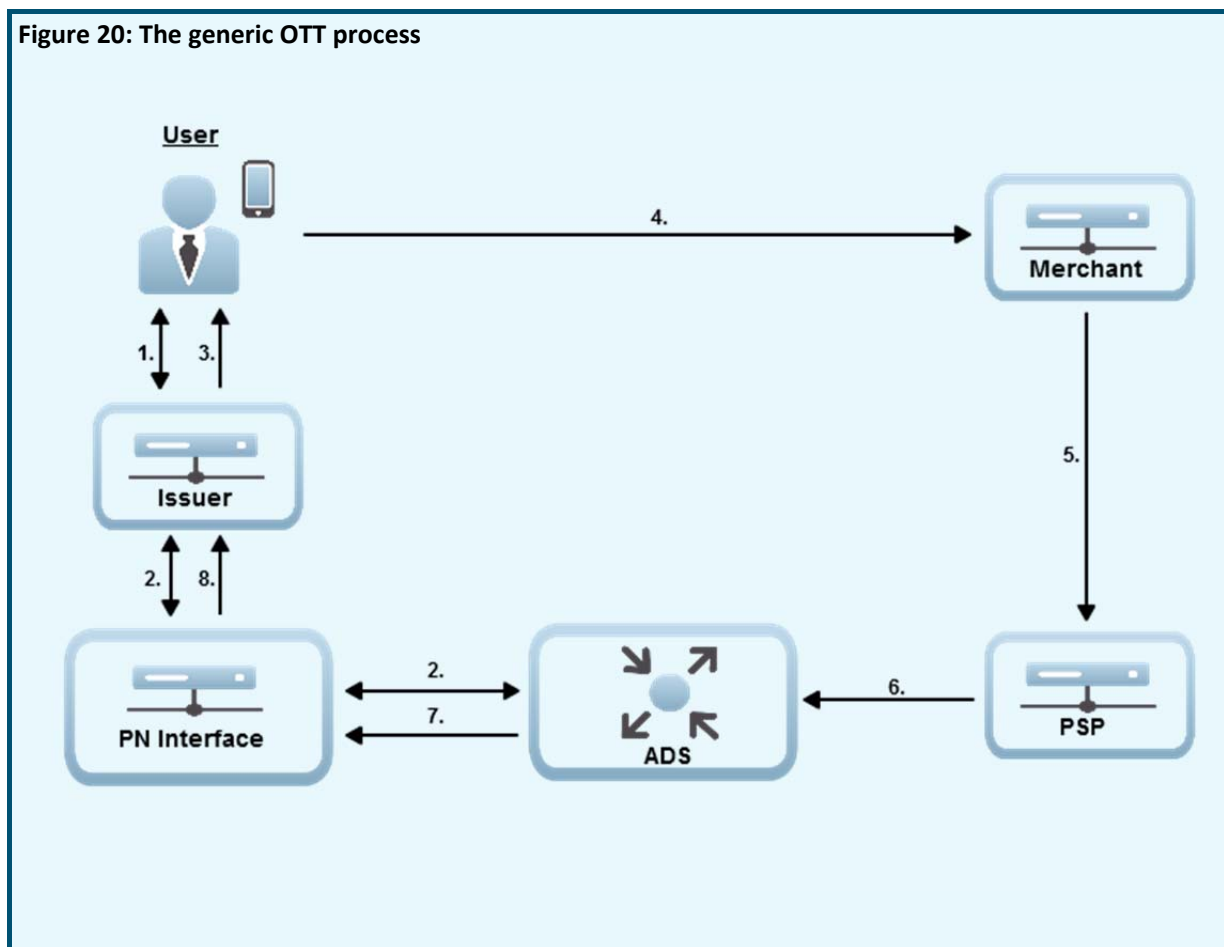 Figure 20: The generic OTT process
User
4.
Merchant
1.
3.
5.
Issuer
2.
8.
2.
6.
7.
PN Interface
ADS
PSP